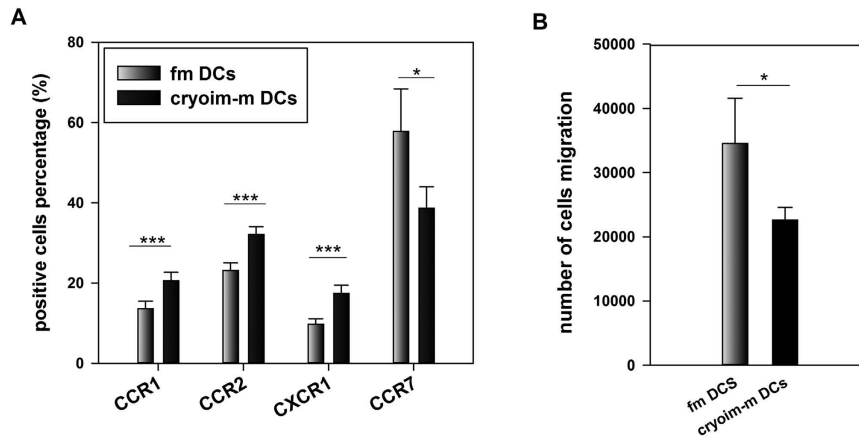 A
positive cells percentage (%)
80
60
40
20
0
fm DCs
cryoim-m DCs
***
***
***
*
CCR1
CCR2
CXCR1
CCR7
B
number of cells migration
50000
40000
30000
20000
10000
0
*
fm DCS
cryoim-m DCs